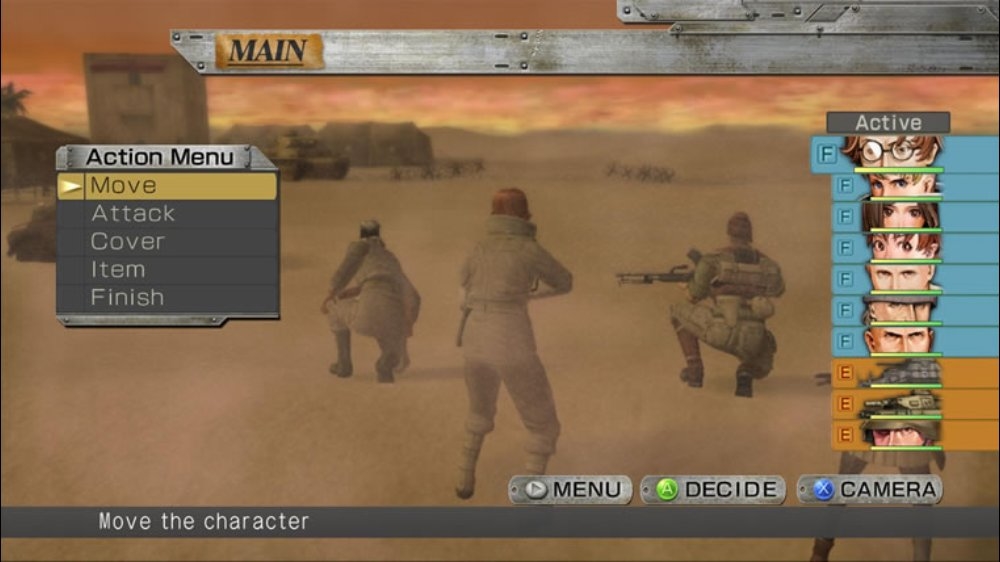 MAIN
Active
Action Menu
Move
Attack
Cover
Item
Finish
F
F
F
F
F
F
F
E
E
E
MENU
A DECIDE
X CAMERA
Move the character